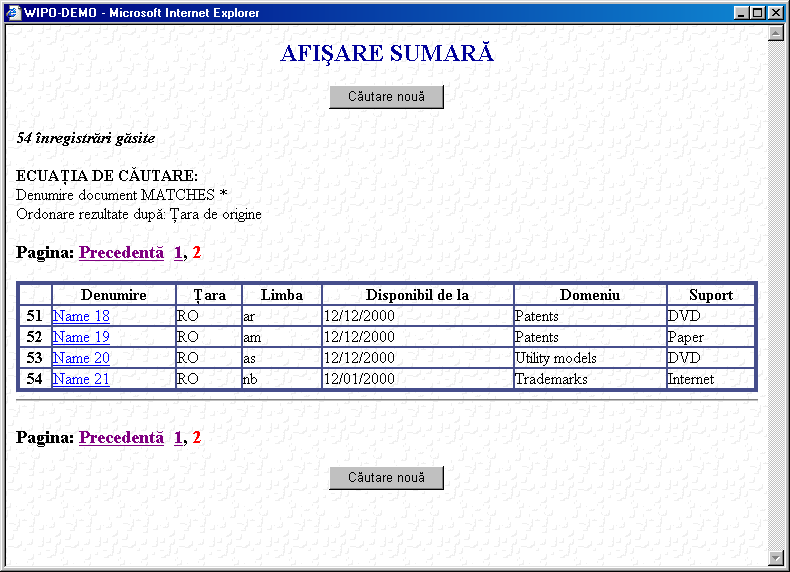 WIPO-DEMO - Microsoft Internet Explorer
AFIŞARE SUMARĂ
Căutare nouă
54 înregistrări găsite
ECUAŢIA DE CĂUTARE:
Denumire document MATCHES *
Ordonare rezultate după: Ţara de origine
Pagina: Precedentă 1, 2
Denumire Ţara Limba Disponibil de la Domeniu Suport
51 Name 18 RO ar 12/12/2000 Patents DVD
52 Name 19 RO am 12/12/2000 Patents Paper
53 Name 20 RO as 12/12/2000 Utility models DVD
54 Name 21 RO nb 12/01/2000 Trademarks Internet
Pagina: Precedentă 1, 2
Căutare nouă